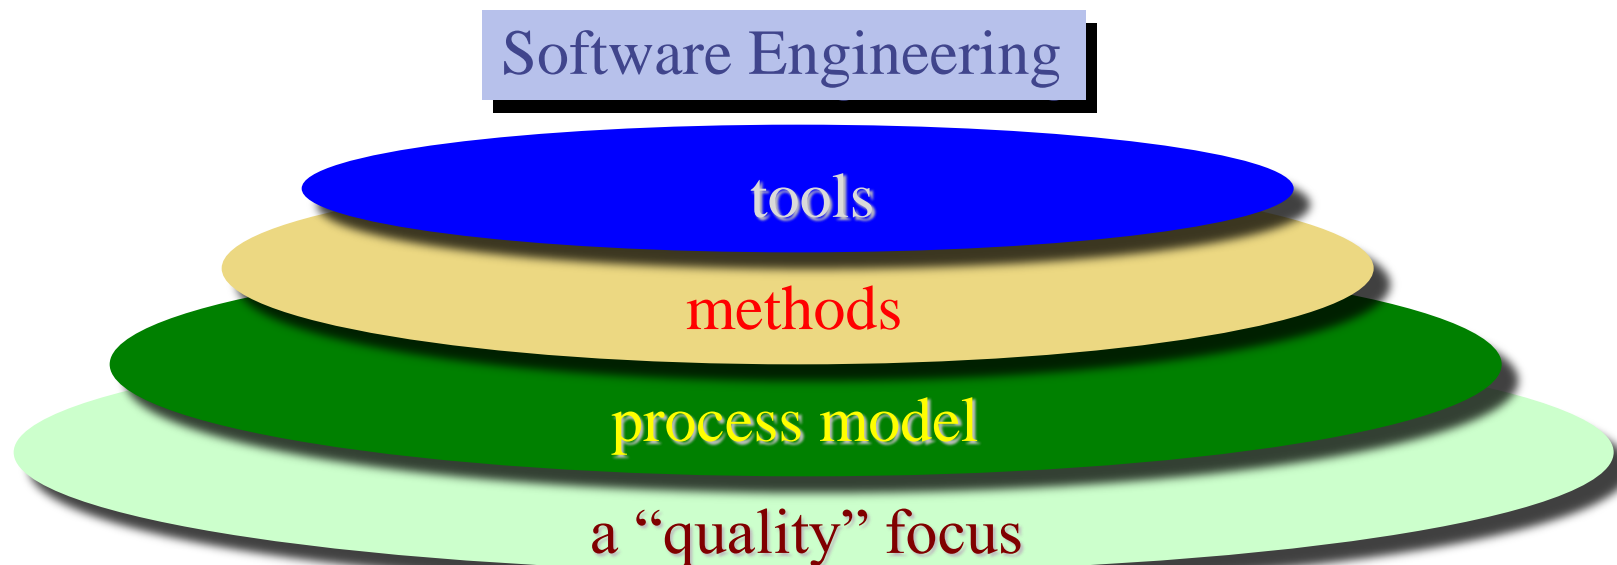 Software Engineering
tools
methods
process model
a “quality” focus